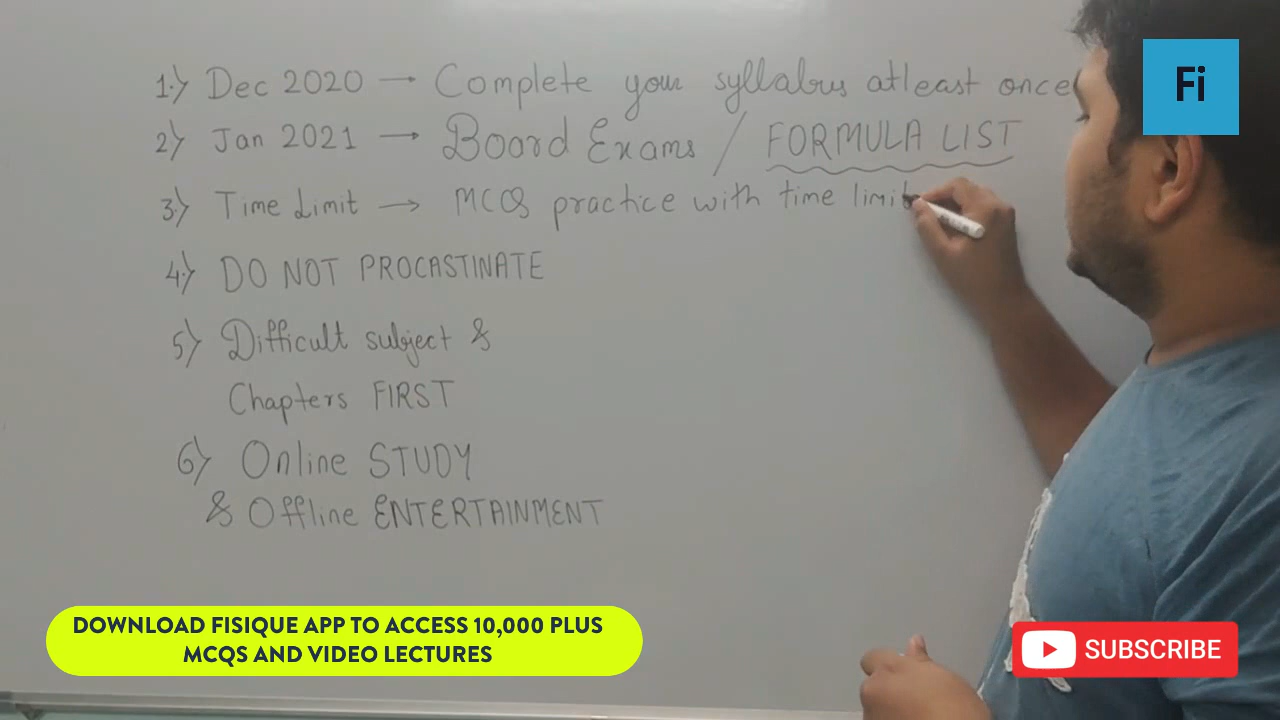 1.) Dec 2020 → Complete your syllabus atleast once
2) Jan 2021 → Board Exams / FORMULA LIST
3.) Time Limit → MCQs practice with time limit
4.) DO NOT PROCASTINATE
5) Difficult subject &
Chapters FIRST
6) Online STUDY
& Offline ENTERTAINMENT
Fi
DOWNLOAD FISIQUE APP TO ACCESS 10,000 PLUS
MCQS AND VIDEO LECTURES
SUBSCRIBE